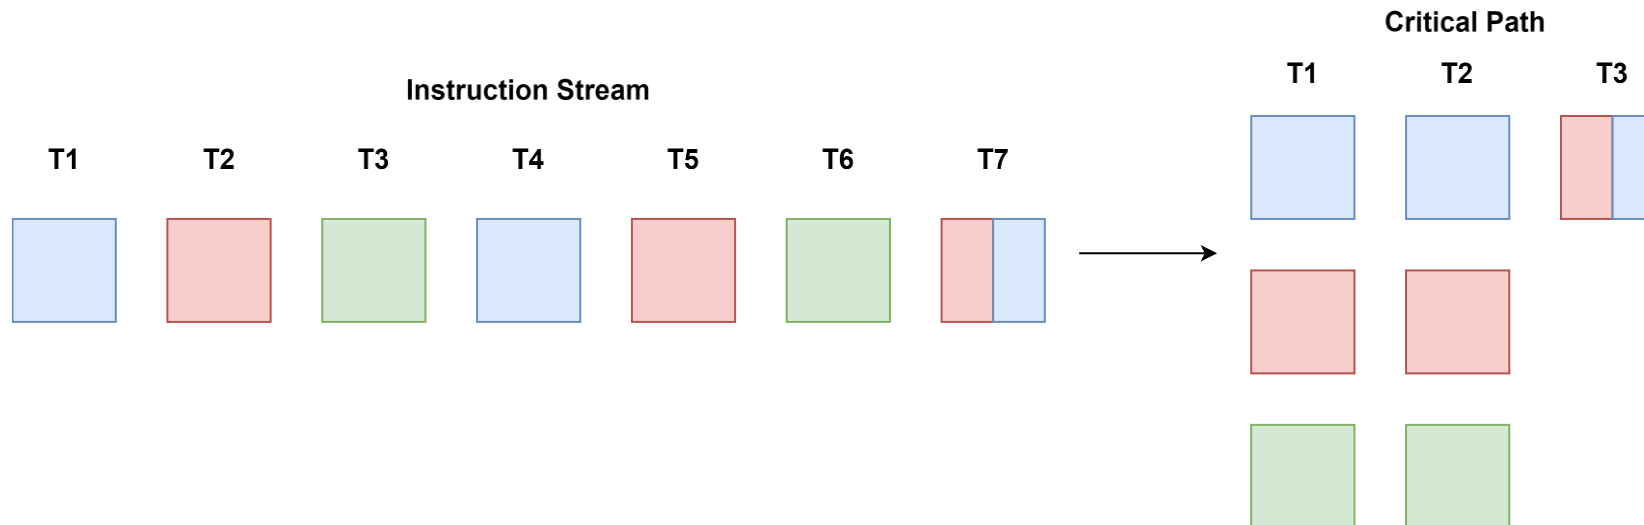 Critical Path
T1 T2 T3
Instruction Stream
T1 T2 T3 T4 T5 T6 T7